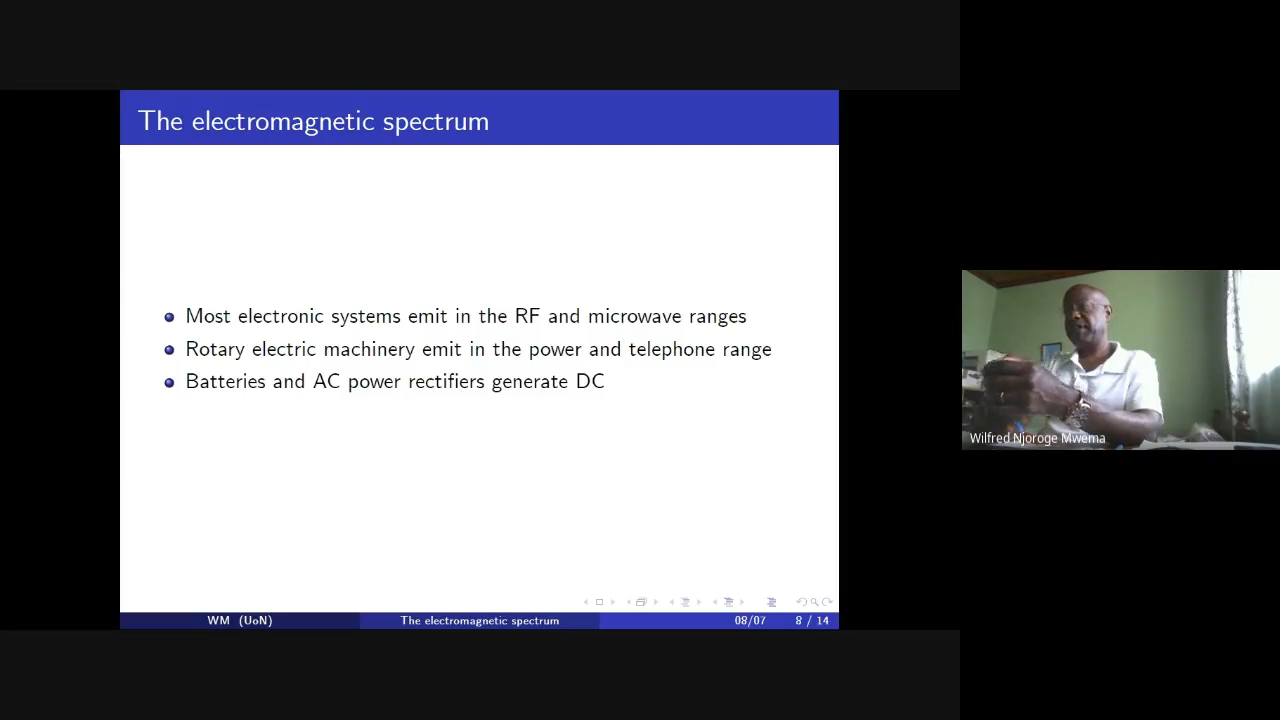 The electromagnetic spectrum
Most electronic systems emit in the RF and microwave ranges
Rotary electric machinery emit in the power and telephone range
Batteries and AC power rectifiers generate DC
Wilfred Njoroge Mwema
WM (UoN)
The electromagnetic spectrum
08/07
8 / 14